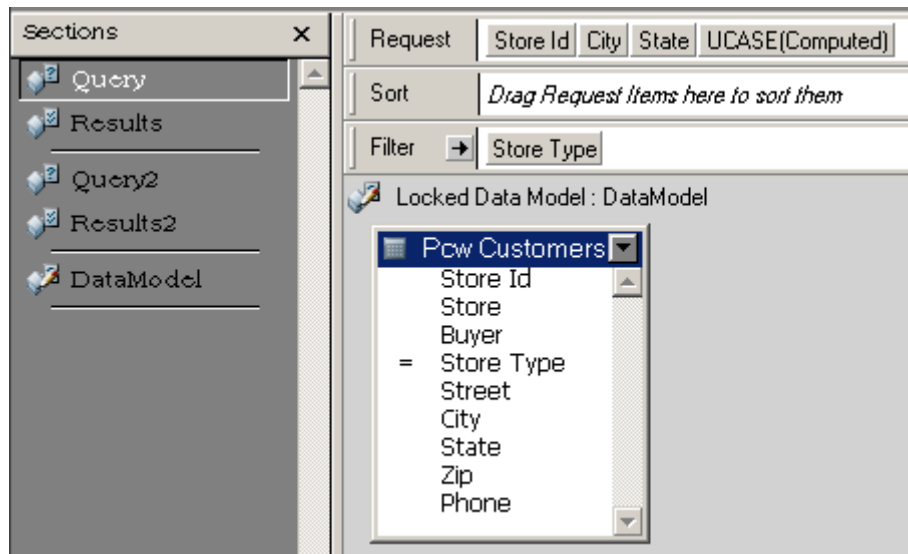 Sections
Query
Results
Query2
Results2
DataModel
Request Store Id City State UCASE(Computed)
Sort Drag Request Items here to sort them
Filter Store Type
Locked Data Model : DataModel
Pcw Customers
Store Id
Store
Buyer
= Store Type
Street
City
State
Zip
Phone